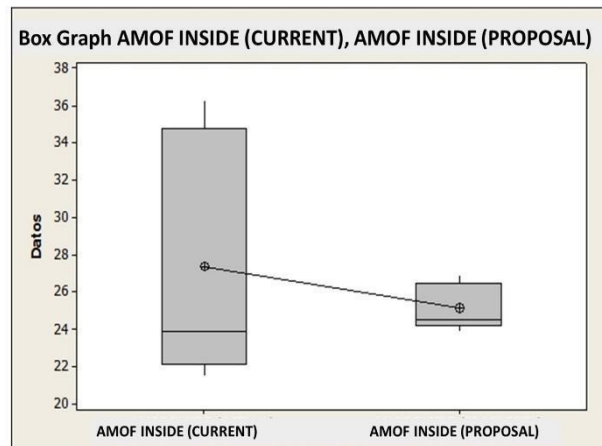 Box Graph AMOF INSIDE (CURRENT), AMOF INSIDE (PROPOSAL)
38
36
34
32
30
28
26
24
22
20
Datos
AMOF INSIDE (CURRENT)
AMOF INSIDE (PROPOSAL)